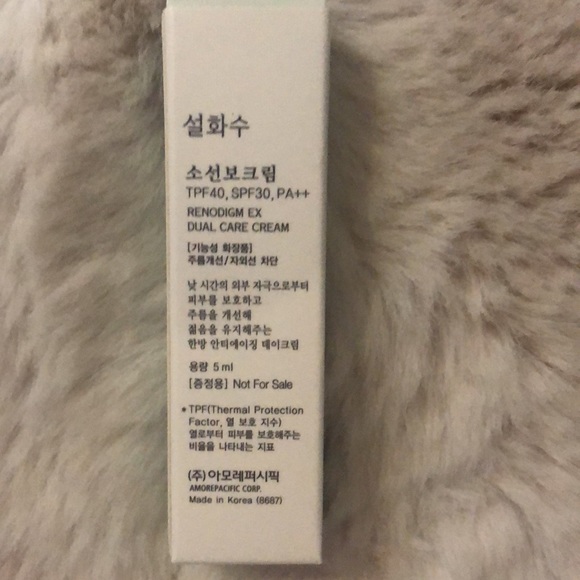 설화수
소선보크림
TPF40, SPF30, PA++
RENODIGM EX
DUAL CARE CREAM
[기능성 화장품]
주름개선/자외선 차단
낮 시간의 외부 자극으로부터
피부를 보호하고
주름을 개선해
젊음을 유지해주는
한방 안티에이징 데이크림
용량 5 ml
[증정용] Not For Sale
• TPF(Thermal Protection
Factor, 열 보호 지수)
열로부터 피부를 보호해주는
비율을 나타내는 지표
(주)아모레퍼시픽
AMOREPACIFIC CORP.
Made in Korea (8687)